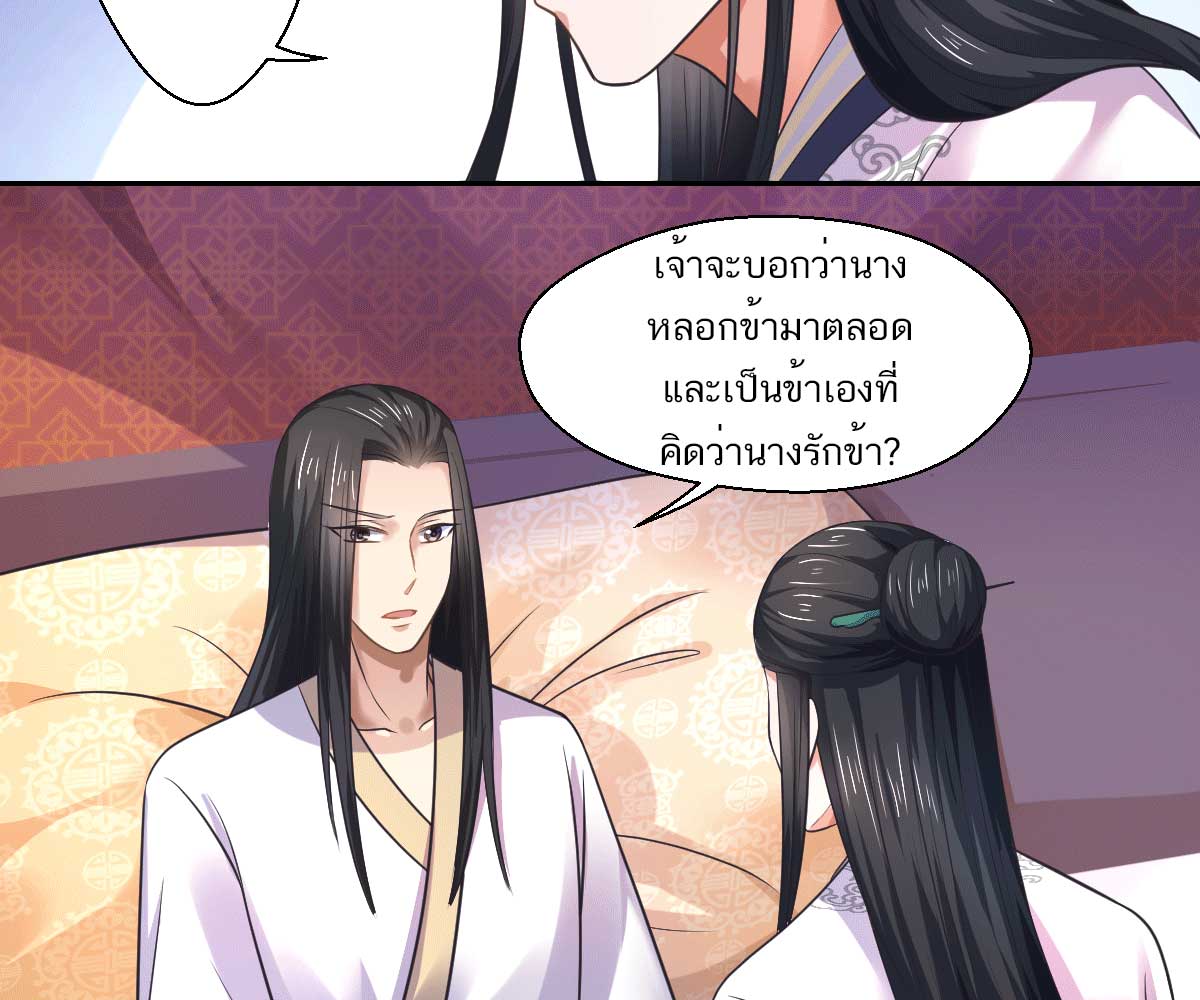 เจ้าจะบอกว่านาง
หลอกข้ามาตลอด
และเป็นข้าเองที่
คิดว่านางรักข้า?